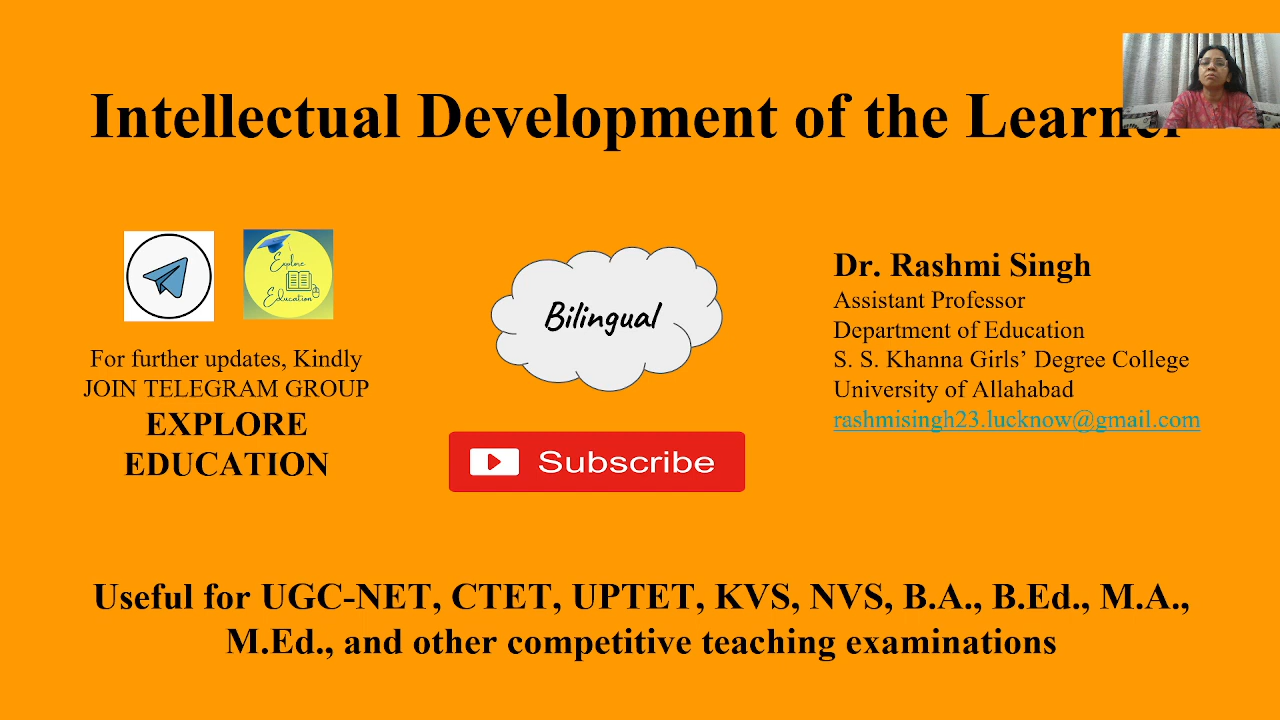 Intellectual Development of the Learner
Explore
Education
For further updates, Kindly
JOIN TELEGRAM GROUP
EXPLORE
EDUCATION
Bilingual
Subscribe
Dr. Rashmi Singh
Assistant Professor
Department of Education
S. S. Khanna Girls’ Degree College
University of Allahabad
rashmisingh23.lucknow@gmail.com
Useful for UGC-NET, CTET, UPTET, KVS, NVS, B.A., B.Ed., M.A.,
M.Ed., and other competitive teaching examinations